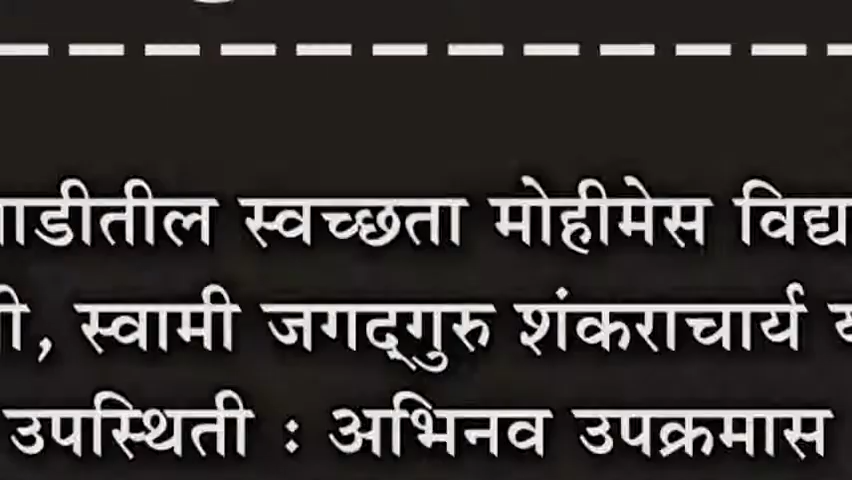 स्वच्छता मोहीमेस
स्वामी जगद्गुरु शंकराचार्य
उपस्थिती : अभिनव उपक्रमास